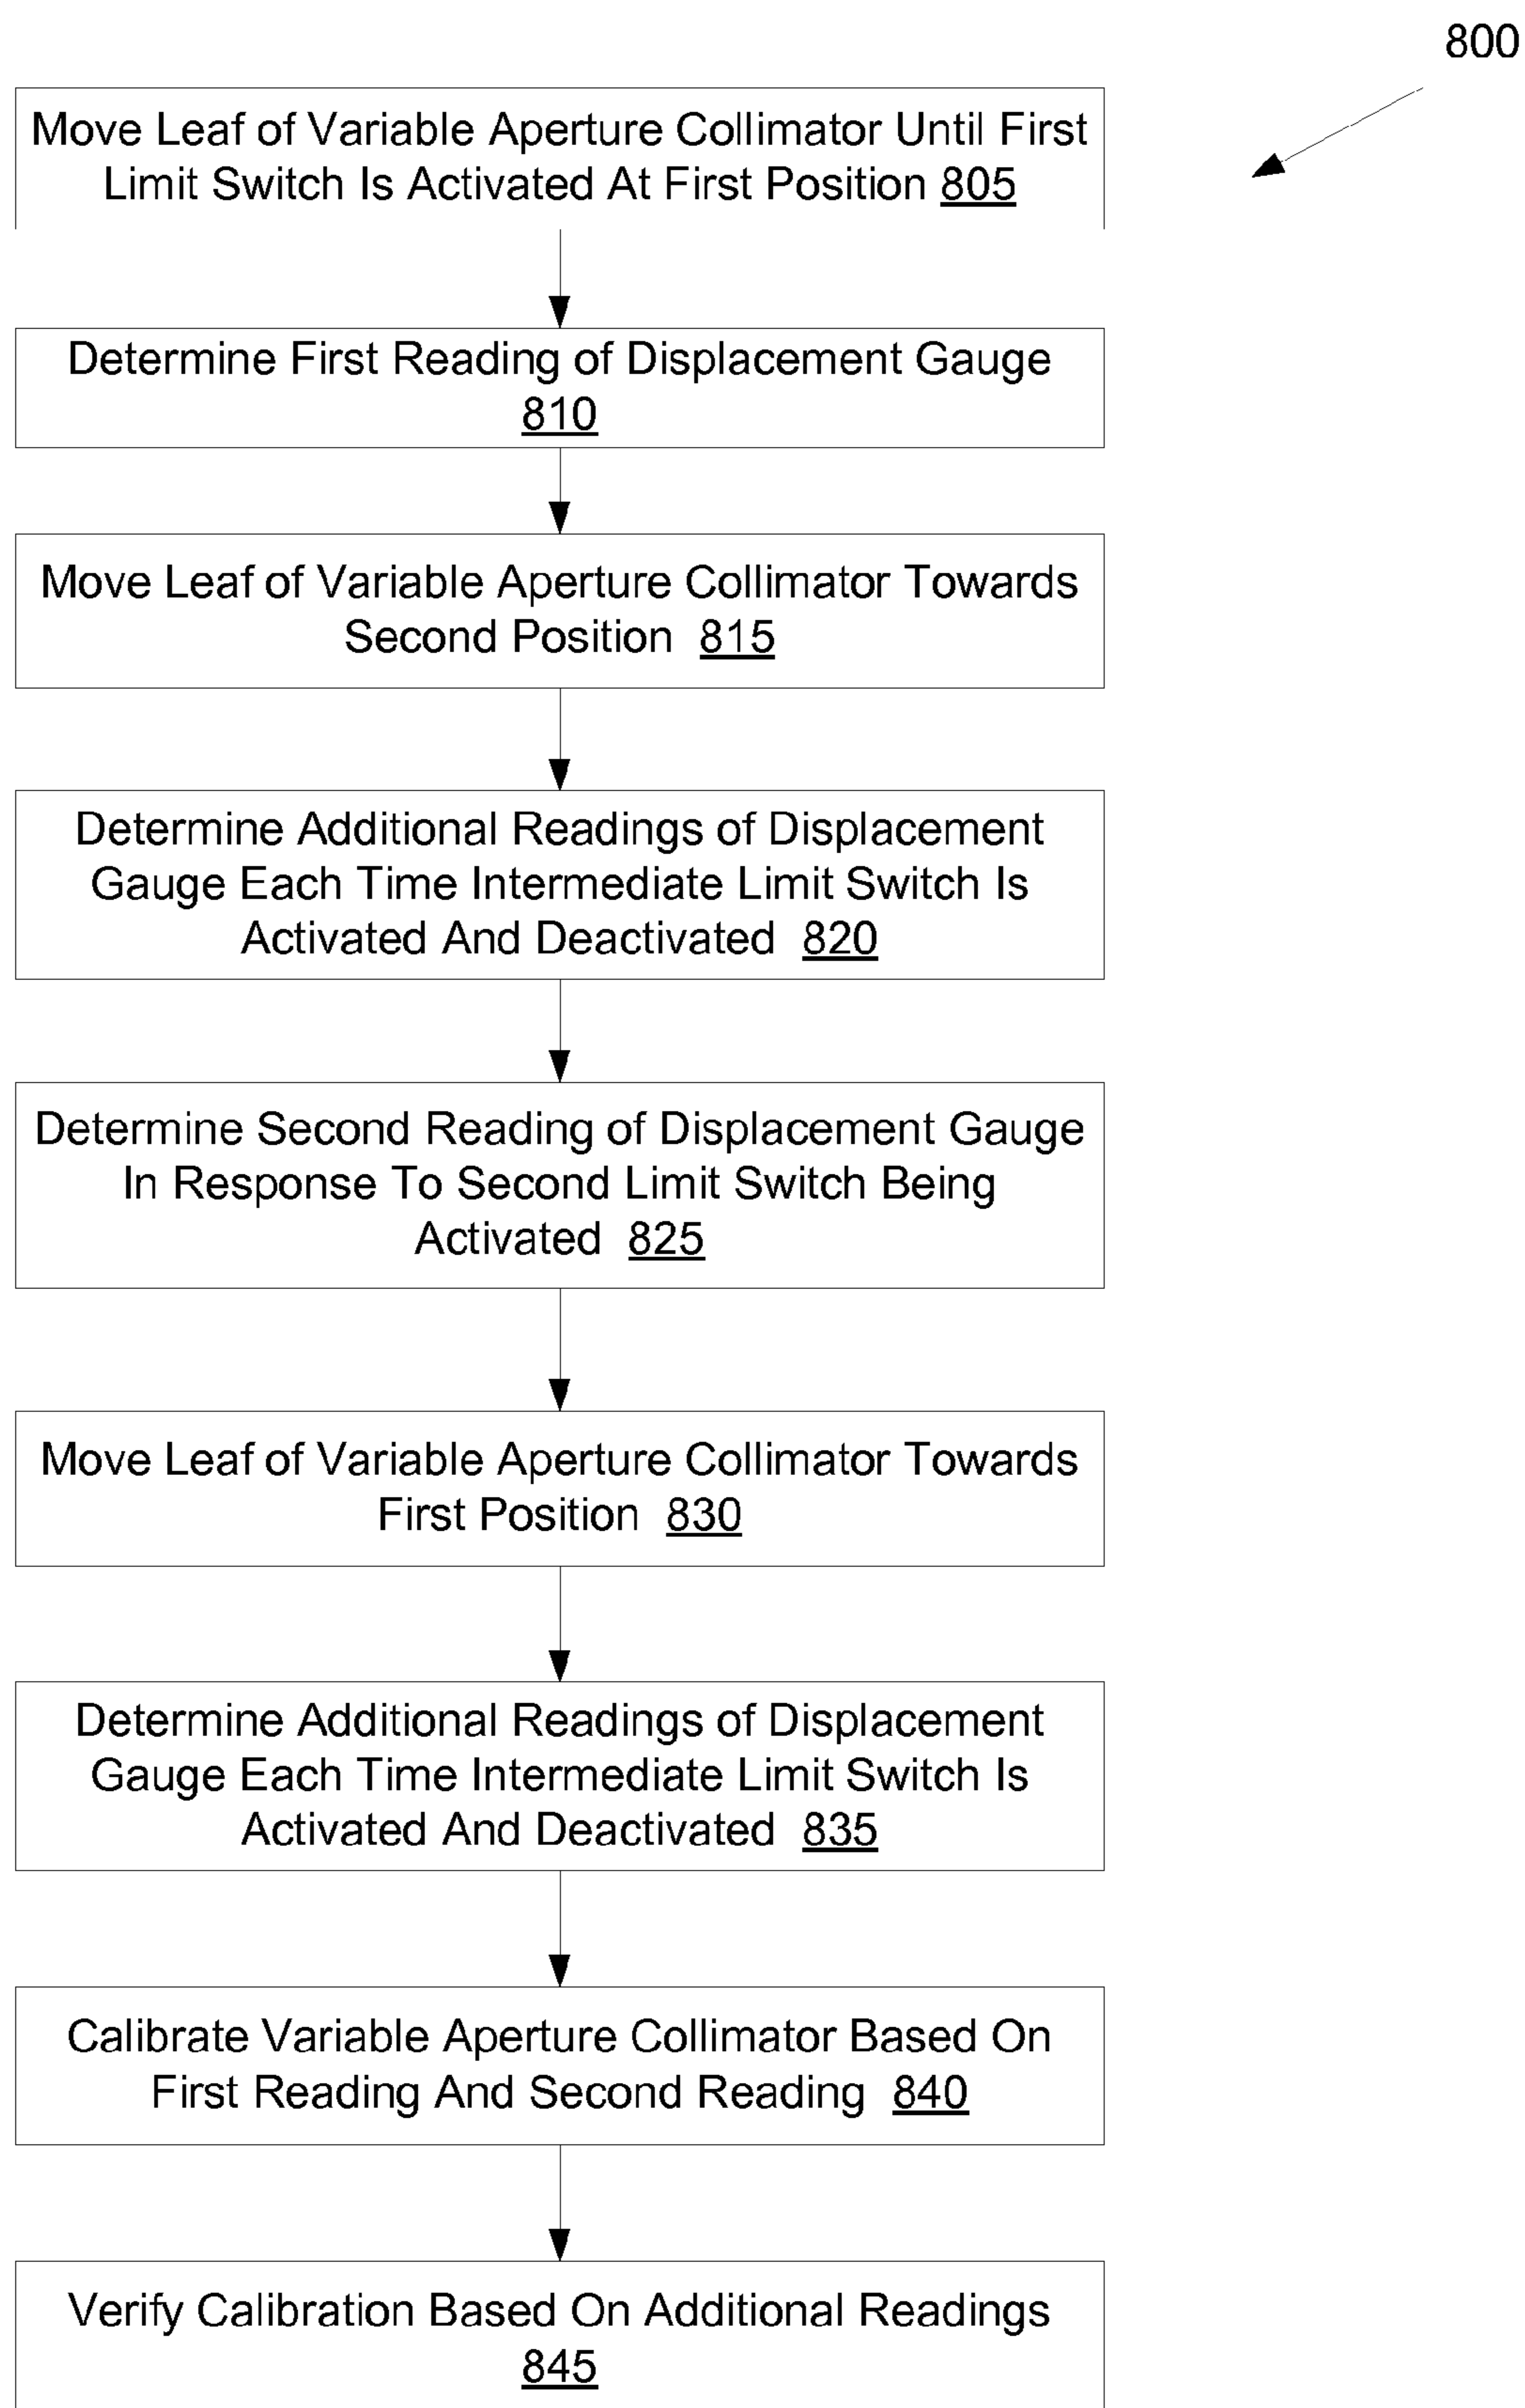 800
Move Leaf of Variable Aperture Collimator Until First
Limit Switch Is Activated At First Position 805
Determine First Reading of Displacement Gauge
810
Move Leaf of Variable Aperture Collimator Towards
Second Position 815
Determine Additional Readings of Displacement
Gauge Each Time Intermediate Limit Switch Is
Activated And Deactivated 820
Determine Second Reading of Displacement Gauge
In Response To Second Limit Switch Being
Activated 825
Move Leaf of Variable Aperture Collimator Towards
First Position 830
Determine Additional Readings of Displacement
Gauge Each Time Intermediate Limit Switch Is
Activated And Deactivated 835
Calibrate Variable Aperture Collimator Based On
First Reading And Second Reading 840
Verify Calibration Based On Additional Readings
845